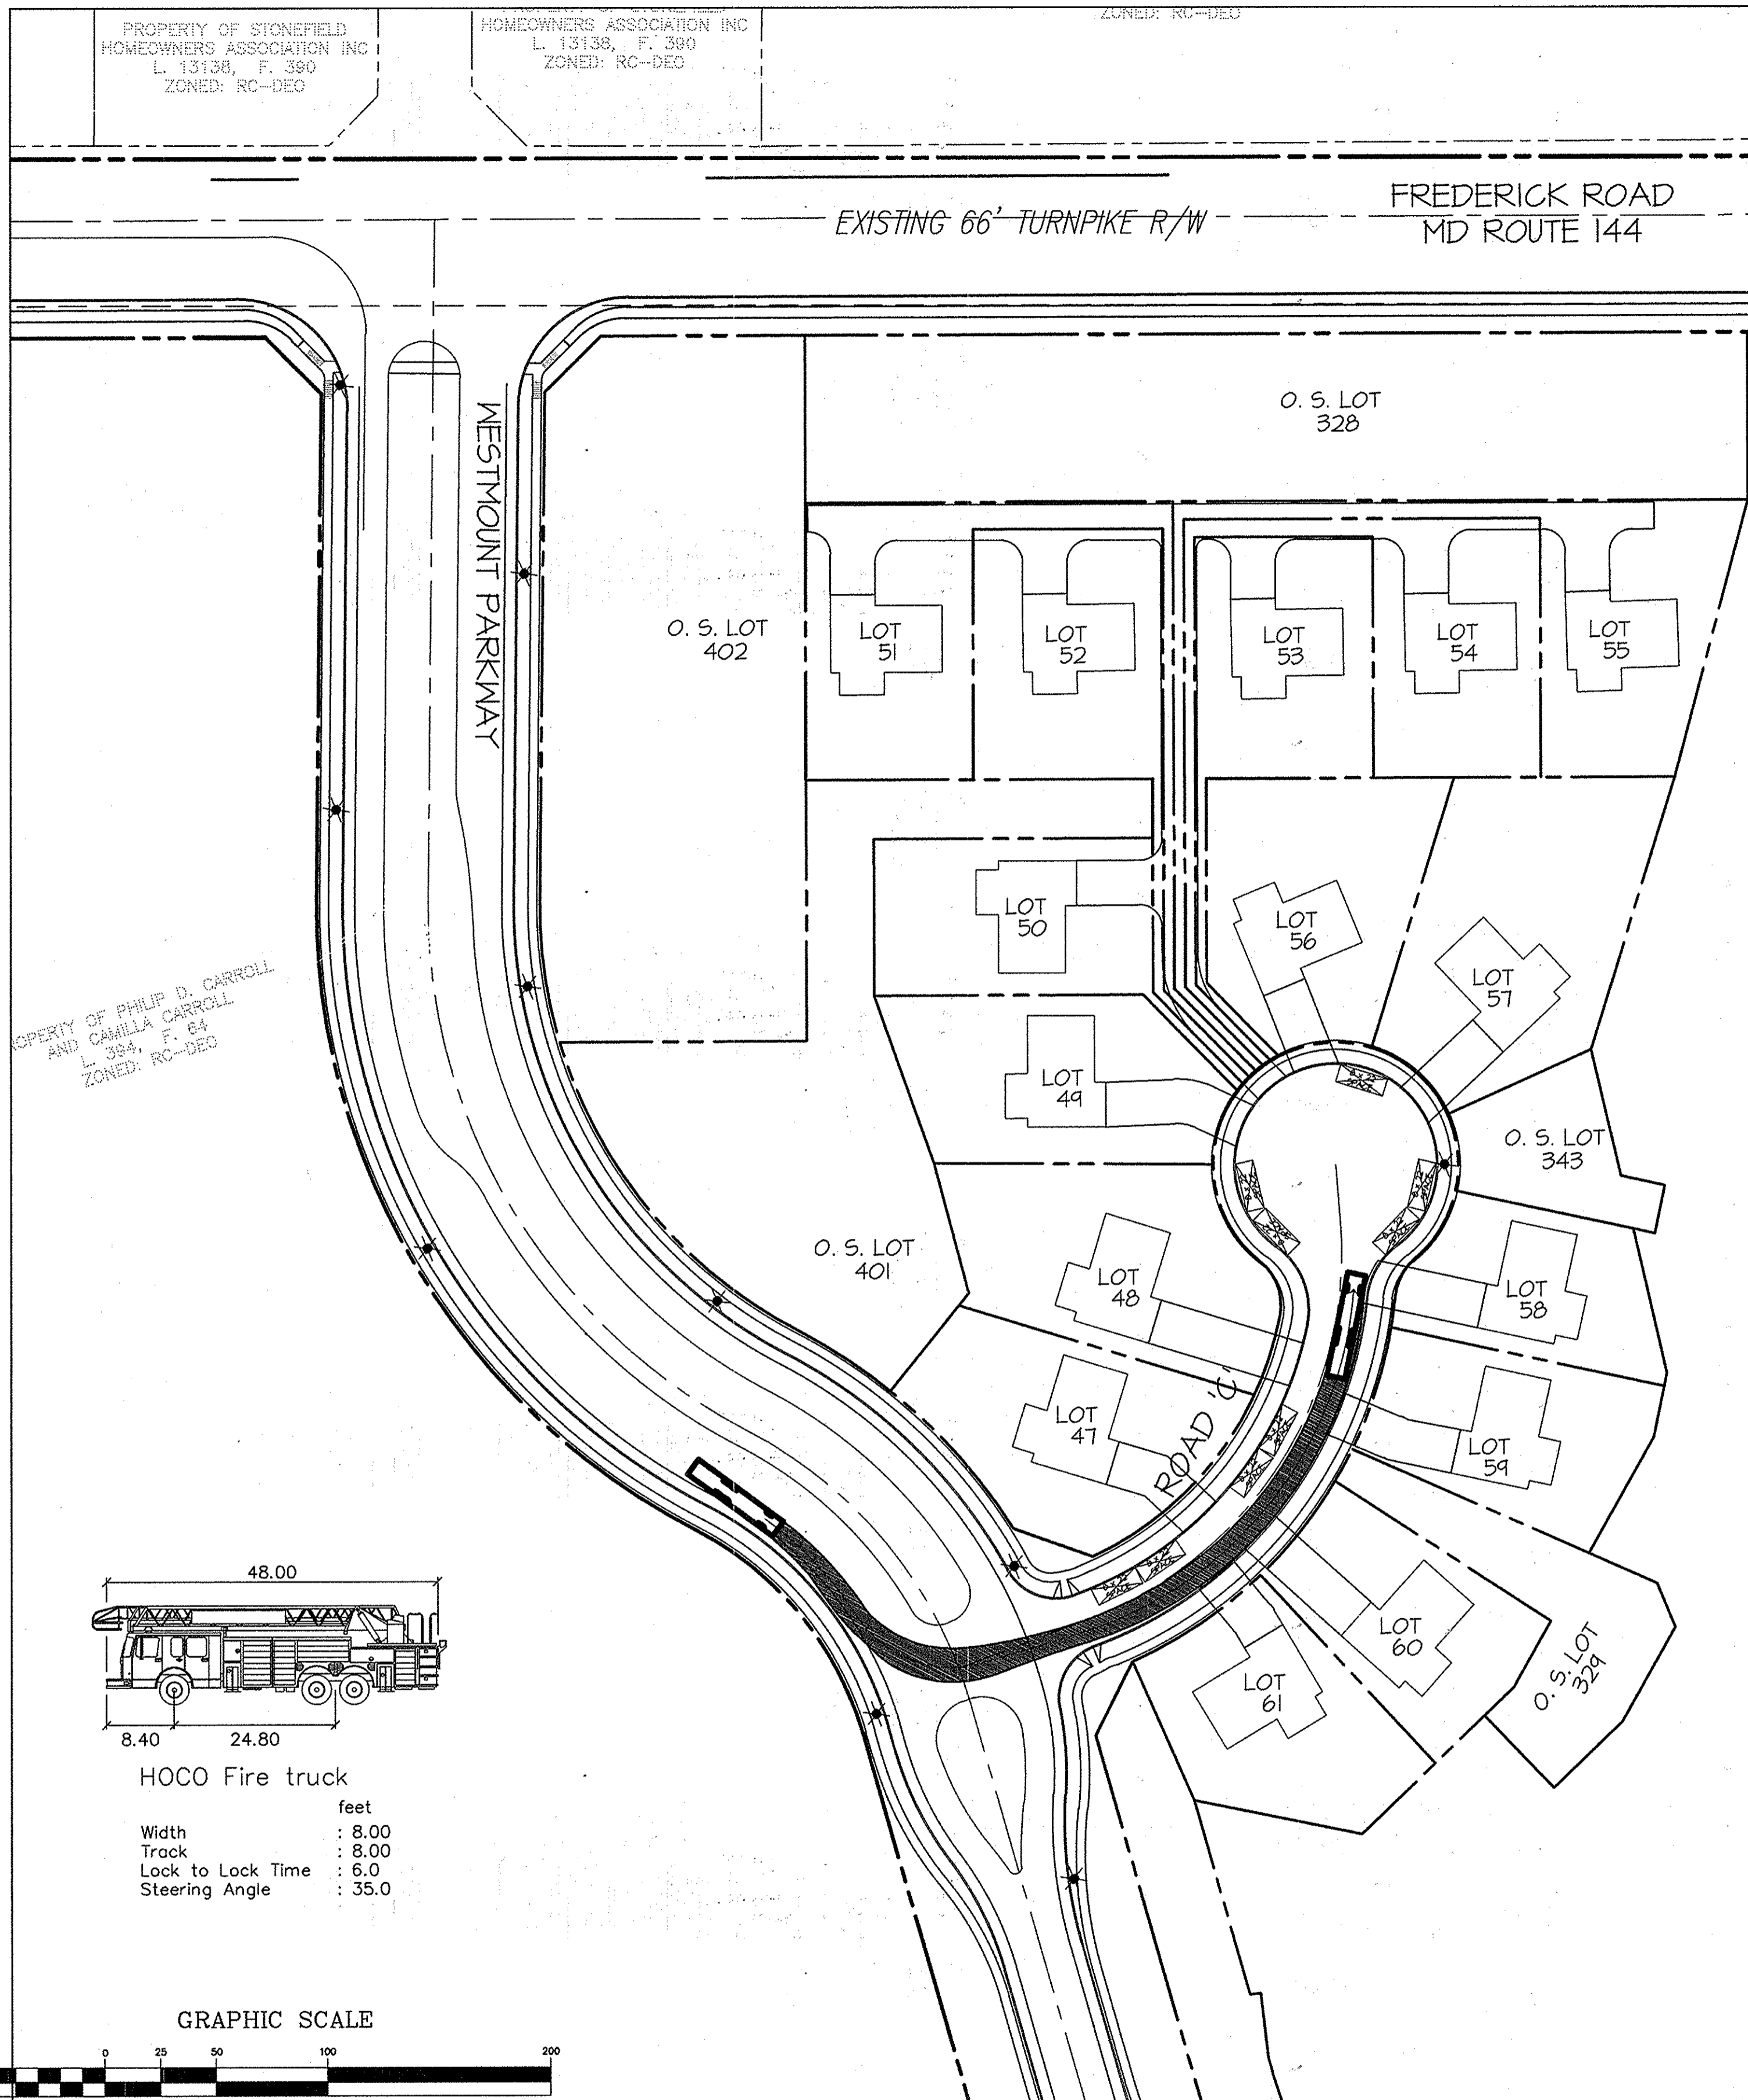 PROPERTY OF STONEFIELD
HOMEOWNERS ASSOCIATION INC
L. 13138, F. 390
ZONED: RC-DEO
PROPERTY OF STONEFIELD
HOMEOWNERS ASSOCIATION INC
L. 13138, F. 390
ZONED: RC-DEO
ZONED: RC-DEO
EXISTING 66' TURNPIKE R/W
FREDERICK ROAD
MD ROUTE 144
WESTMOUNT PARKWAY
O. S. LOT
328
O. S. LOT
402
LOT
51
LOT
52
LOT
53
LOT
54
LOT
55
LOT
50
LOT
56
LOT
57
OPERTY OF PHILIP D. CARROLL
AND CAMILLA CARROLL
L. 394, F. 64
ZONED: RC-DEO
LOT
49
O. S. LOT
343
O. S. LOT
401
LOT
48
LOT
58
LOT
47
ROAD 'C'
LOT
59
LOT
60
LOT
61
O. S. LOT
329
48.00
8.40
24.80
HOCO Fire truck
feet
Width : 8.00
Track : 8.00
Lock to Lock Time : 6.0
Steering Angle : 35.0
GRAPHIC SCALE
0 25 50 100 200